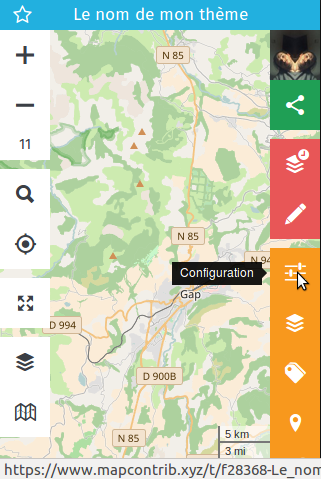 Le nom de mon thème
N 85
11
N 85
N 94
Configuration
Gap
D 994
D 900B
N 85
5 km
3 mi
https://www.mapcontrib.xyz/t/f28368-Le_nom